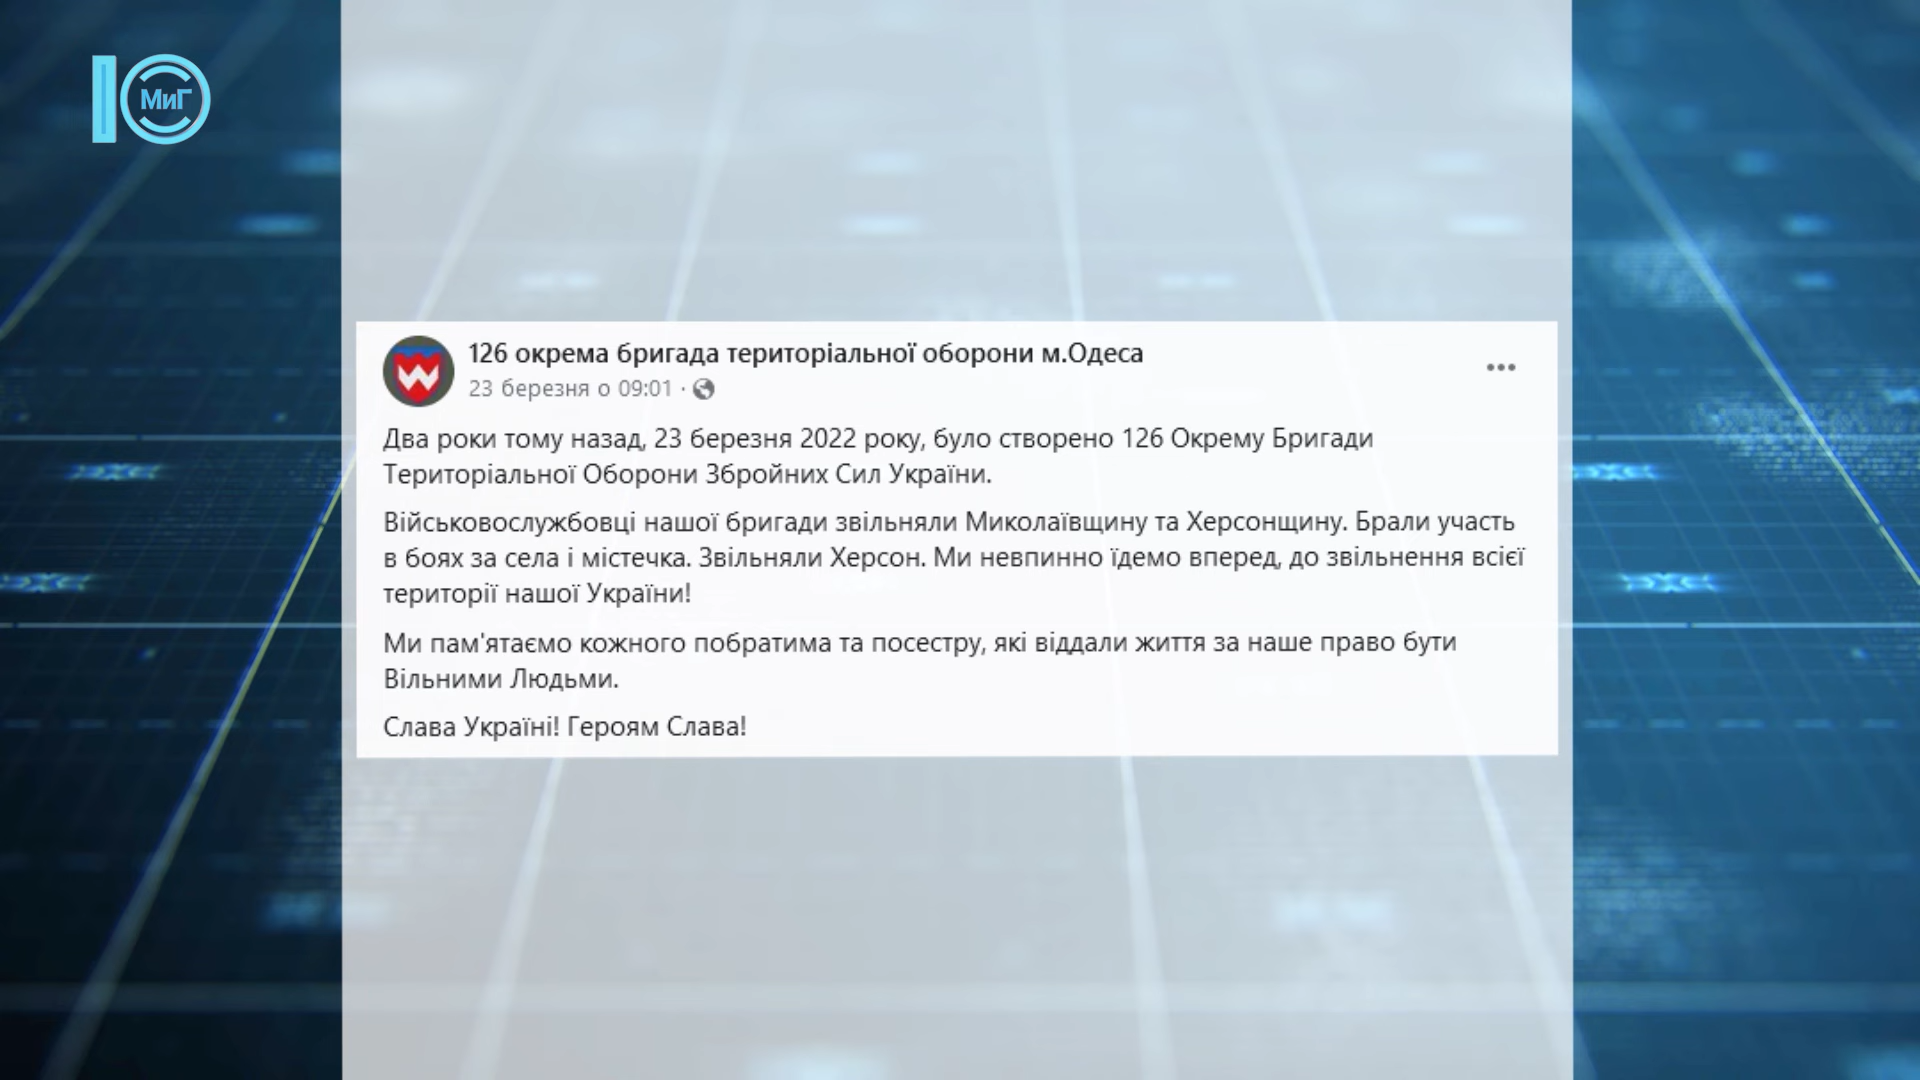 МиГ
126 окрема бригада територіальної оборони м.Одеса
23 березня о 09:01 ·
Два роки тому назад, 23 березня 2022 року, було створено 126 Окрему Бригади
Територіальної Оборони Збройних Сил України.
Військовослужбовці нашої бригади звільняли Миколаївщину та Херсонщину. Брали участь
в боях за села і містечка. Звільняли Херсон. Ми невпинно їдемо вперед, до звільнення всієї
території нашої України!
Ми пам'ятаємо кожного побратима та посестру, які віддали життя за наше право бути
Вільними Людьми.
Слава Україні! Героям Слава!